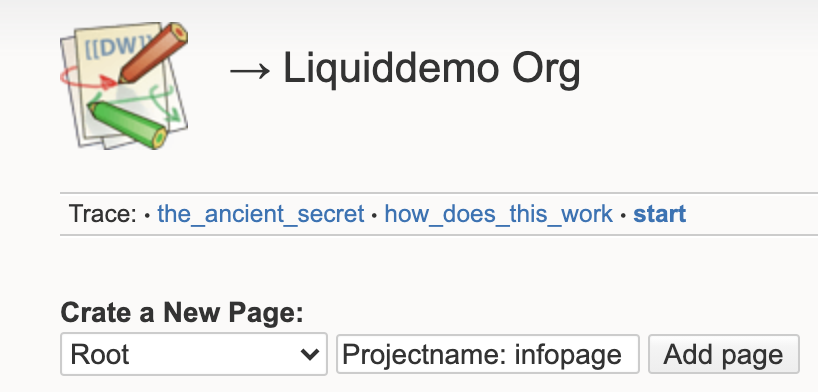 [[DW]]
→ Liquiddemo Org
Trace: • the_ancient_secret • how_does_this_work • start
Crate a New Page:
Root Projectname: infopage Add page